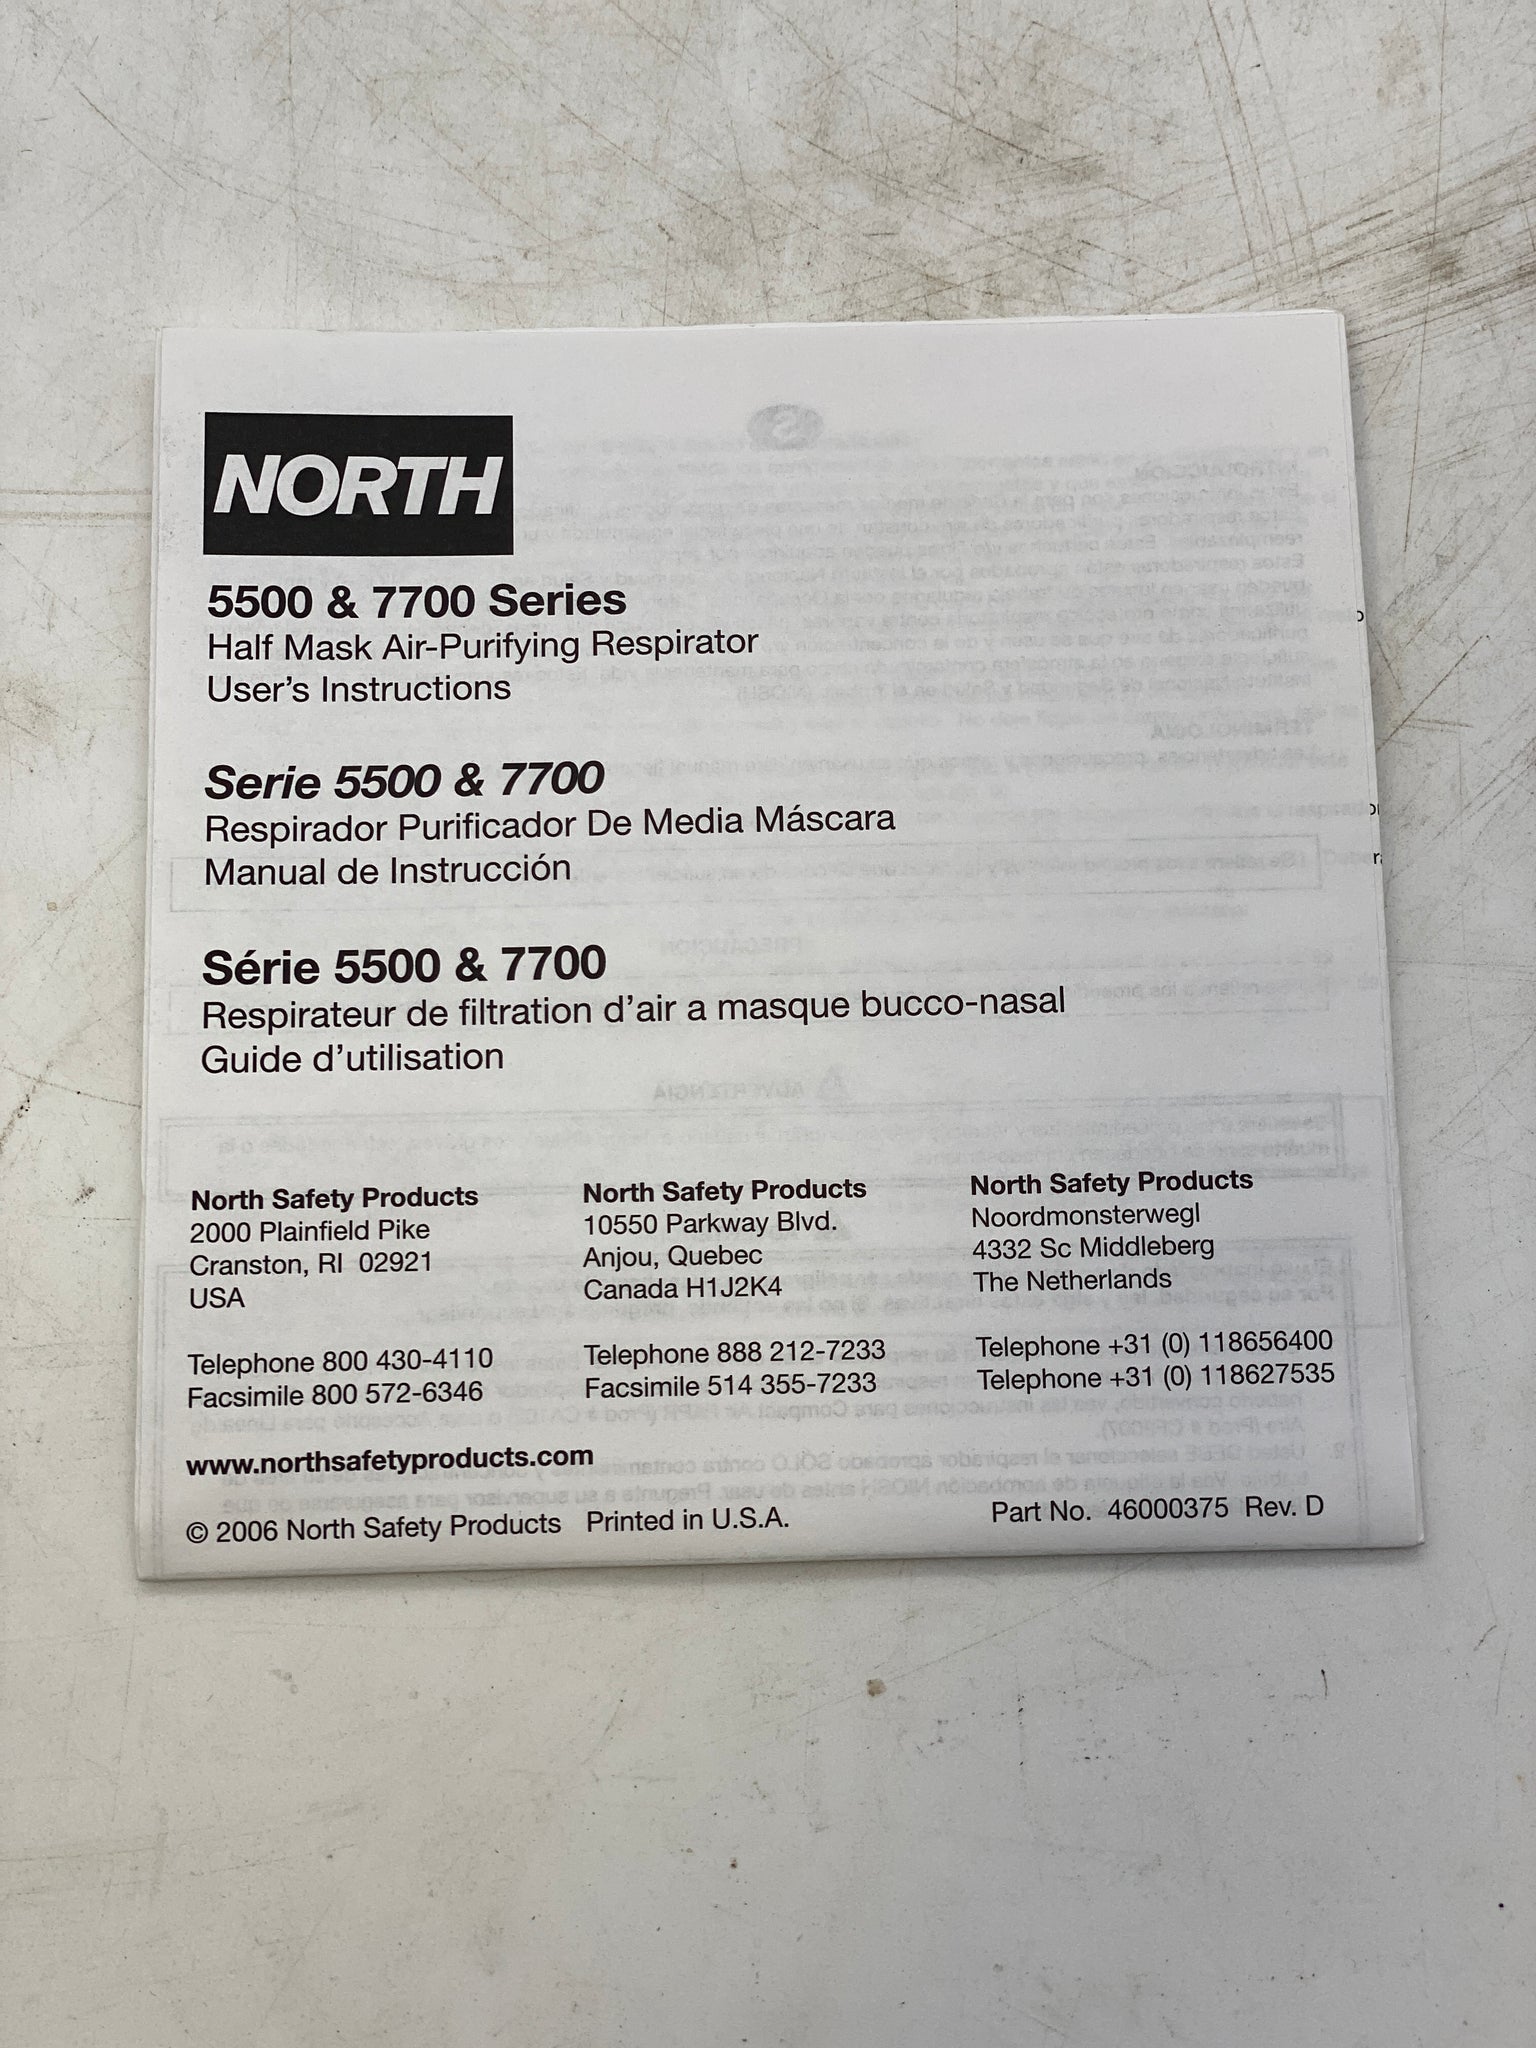 NORTH
5500 & 7700 Series
Half Mask Air-Purifying Respirator
User's Instructions
Serie 5500 & 7700
Respirador Purificador De Media Máscara
Manual de Instrucción
Série 5500 & 7700
Respirateur de filtration d'air a masque bucco-nasal
Guide d'utilisation
North Safety Products
2000 Plainfield Pike
Cranston, RI 02921
USA
Telephone 800 430-4110
Facsimile 800 572-6346
North Safety Products
10550 Parkway Blvd.
Anjou, Quebec
Canada H1J2K4
Telephone 888 212-7233
Facsimile 514 355-7233
North Safety Products
Noordmonsterwegl
4332 Sc Middleberg
The Netherlands
Telephone +31 (0) 118656400
Telephone +31 (0) 118627535
www.northsafetyproducts.com
© 2006 North Safety Products Printed in U.S.A. Part No. 46000375 Rev. D